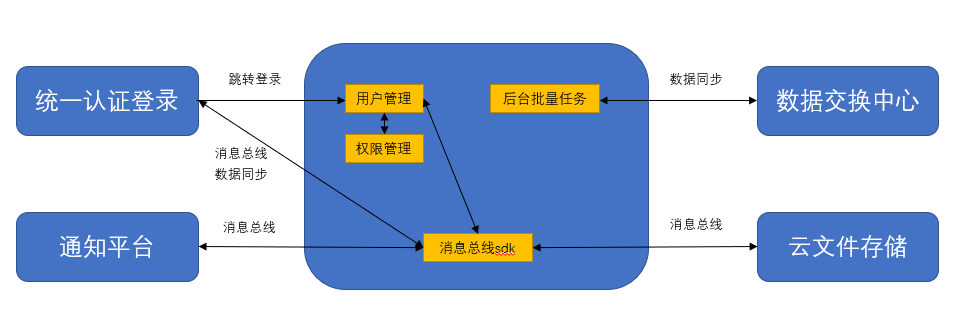 跳转登录
数据同步
统一认证登录
用户管理
后台批量任务
数据交换中心
权限管理
消息总线
数据同步
消息总线
消息总线
通知平台
消息总线sdk
云文件存储